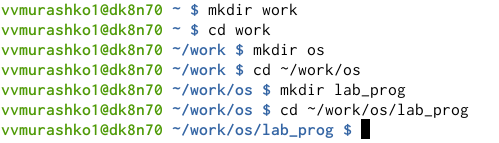 vvmurashko1@dk8n70 ~ $ mkdir work
vvmurashko1@dk8n70 ~ $ cd work
vvmurashko1@dk8n70 ~/work $ mkdir os
vvmurashko1@dk8n70 ~/work $ cd ~/work/os
vvmurashko1@dk8n70 ~/work/os $ mkdir lab_prog
vvmurashko1@dk8n70 ~/work/os $ cd ~/work/os/lab_prog
vvmurashko1@dk8n70 ~/work/os/lab_prog $